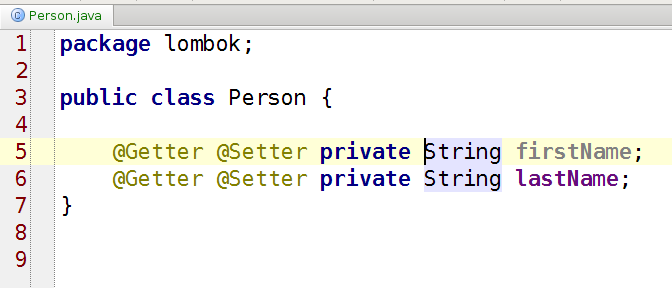 Person.java
1 package lombok;
2
3 public class Person {
4
5 @Getter @Setter private String firstName;
6 @Getter @Setter private String lastName;
7 }
8
9